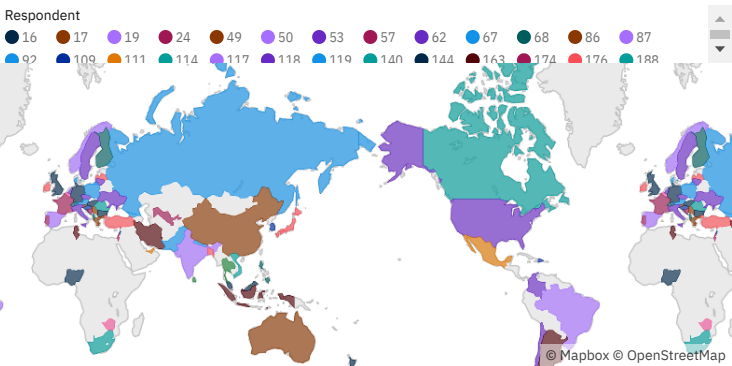 Respondent
16 17 19 24 49 50 53 57 62 67 68 86 87
92 109 111 114 117 118 119 140 144 163 174 176 188
© Mapbox © OpenStreetMap